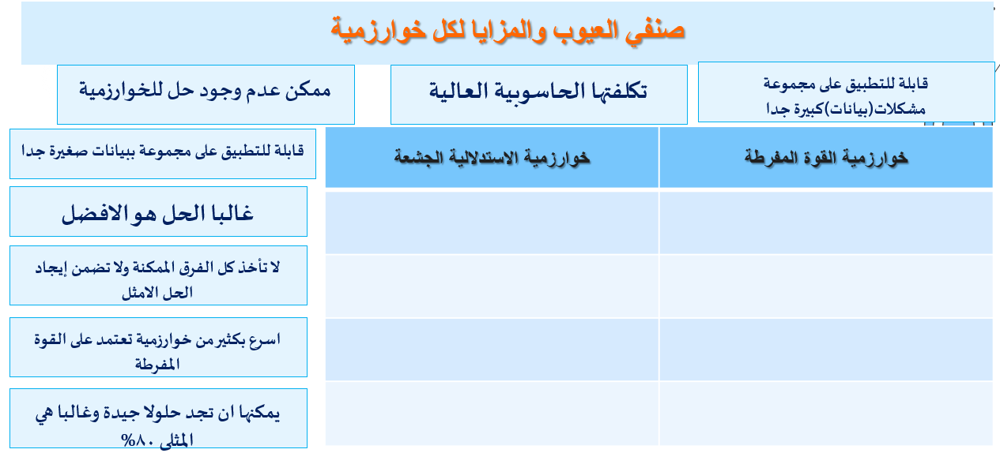 صنفي العيوب والمزايا لكل خوارزمية
قابلة للتطبيق على مجموعة
مشكلات(بيانات)كبيرة جدا
تكلفتها الحاسوبية العالية
ممكن عدم وجود حل للخوارزمية
خوارزمية القوة المفرطة
خوارزمية الاستدلالية الجشعة
قابلة للتطبيق على مجموعة ببيانات صغيرة جدا
غالبا الحل هو الافضل
لا تأخذ كل الفرق الممكنة ولا تضمن إيجاد
الحل الامثل
اسرع بكثير من خوارزمية تعتمد على القوة
المفرطة
يمكنها ان تجد حلولا جيدة وغالبا هي
المثلى ٨٠%